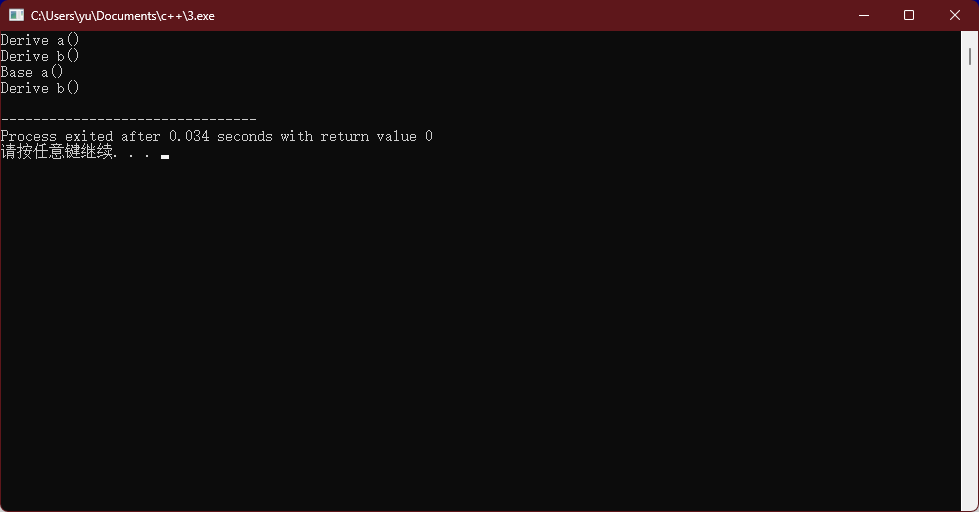 C:\Users\yu\Documents\c++\3.exe
Derive a()
Derive b()
Base a()
Derive b()
--------------------------------
Process exited after 0.034 seconds with return value 0
请按任意键继续. . .